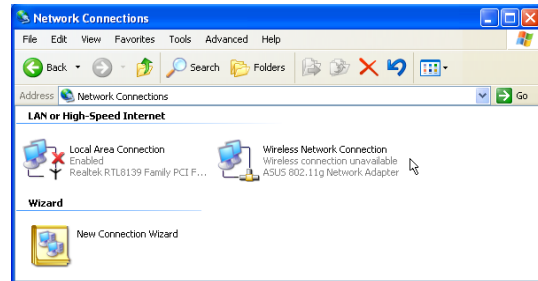 Network Connections
File Edit View Favorites Tools Advanced Help
Back Search Folders
Address Network Connections Go
LAN or High-Speed Internet
Local Area Connection
Enabled
Realtek RTL8139 Family PCI F...
Wireless Network Connection
Wireless connection unavailable
ASUS 802.11g Network Adapter
Wizard
New Connection Wizard